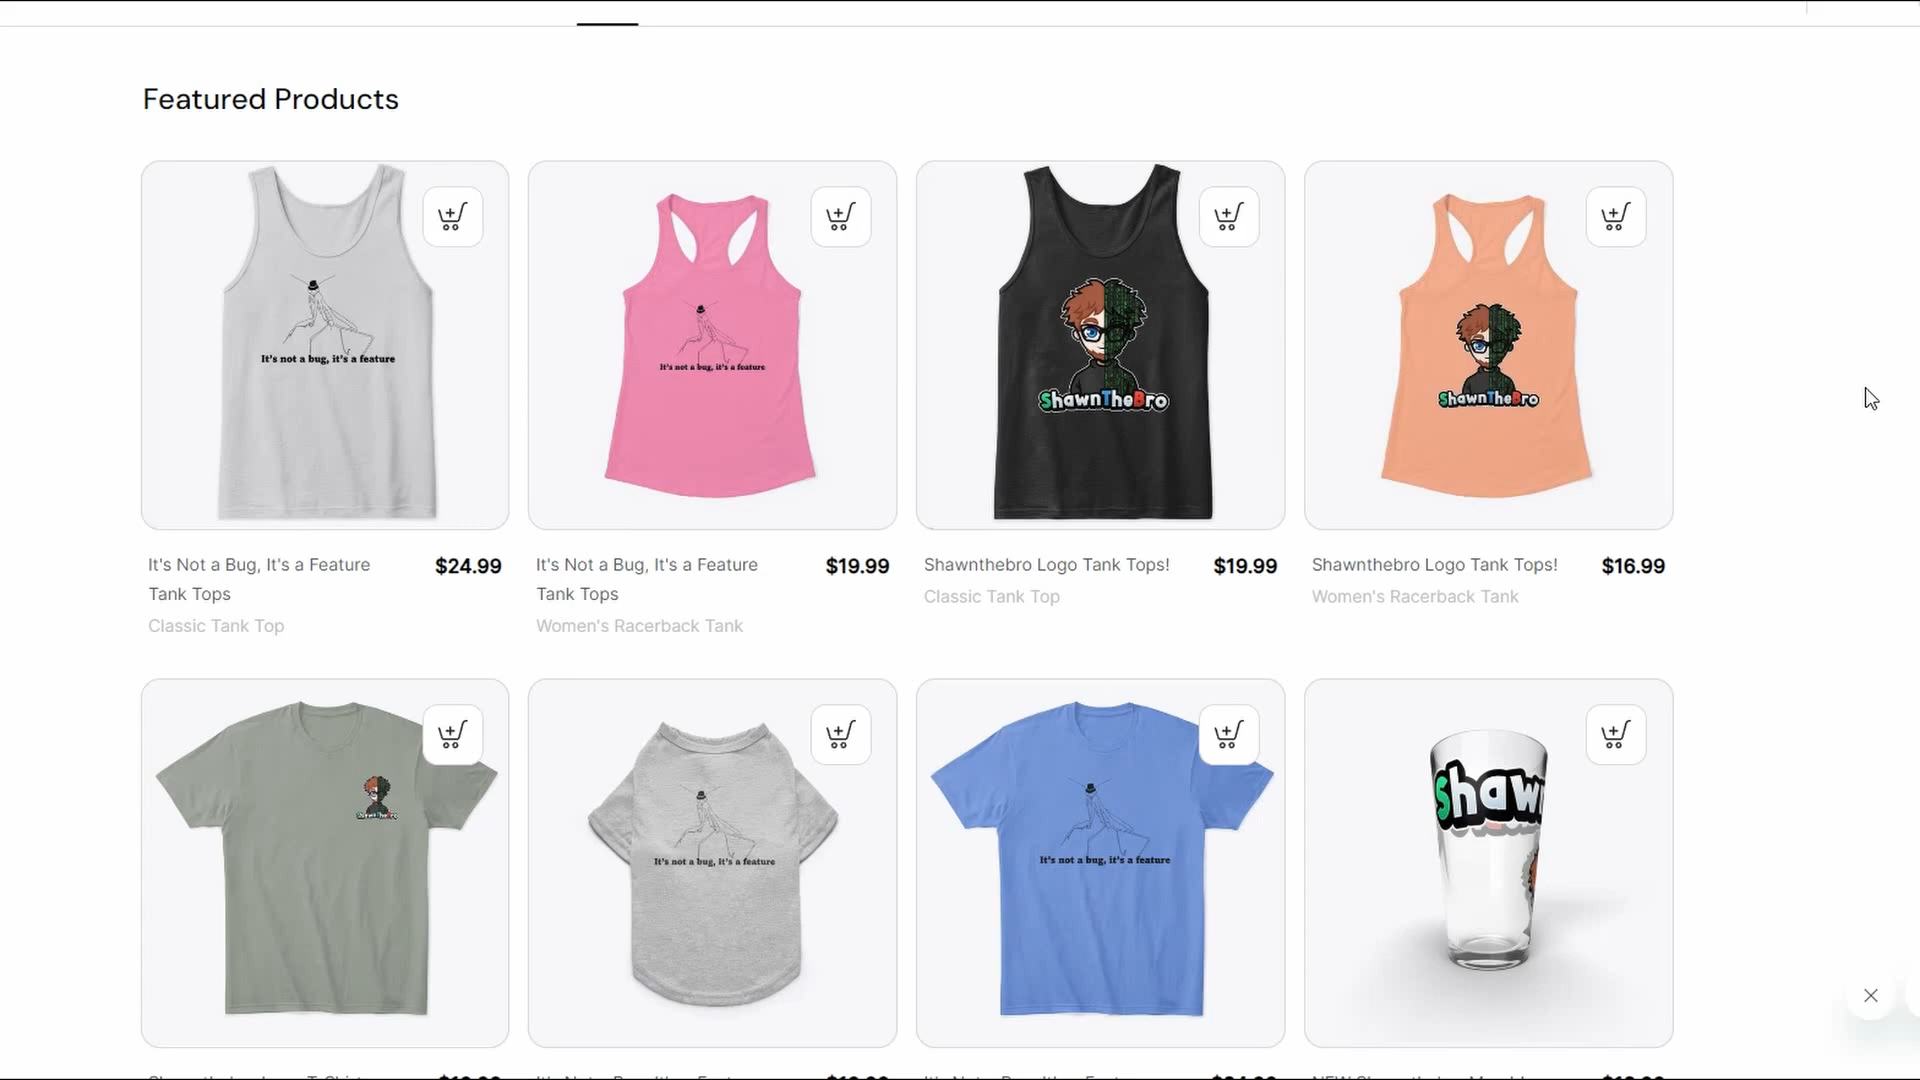 Featured Products
It's not a bug, it's a feature
It's not a bug, it's a feature
ShawnTheBro
ShawnTheBro
It's Not a Bug, It's a Feature
Tank Tops
$24.99
Classic Tank Top
It's Not a Bug, It's a Feature
Tank Tops
$19.99
Women's Racerback Tank
Shawnthebro Logo Tank Tops!
$19.99
Classic Tank Top
Shawnthebro Logo Tank Tops!
$16.99
Women's Racerback Tank
ShawnTheBro
It's not a bug, it's a feature
It's not a bug, it's a feature
Shaw